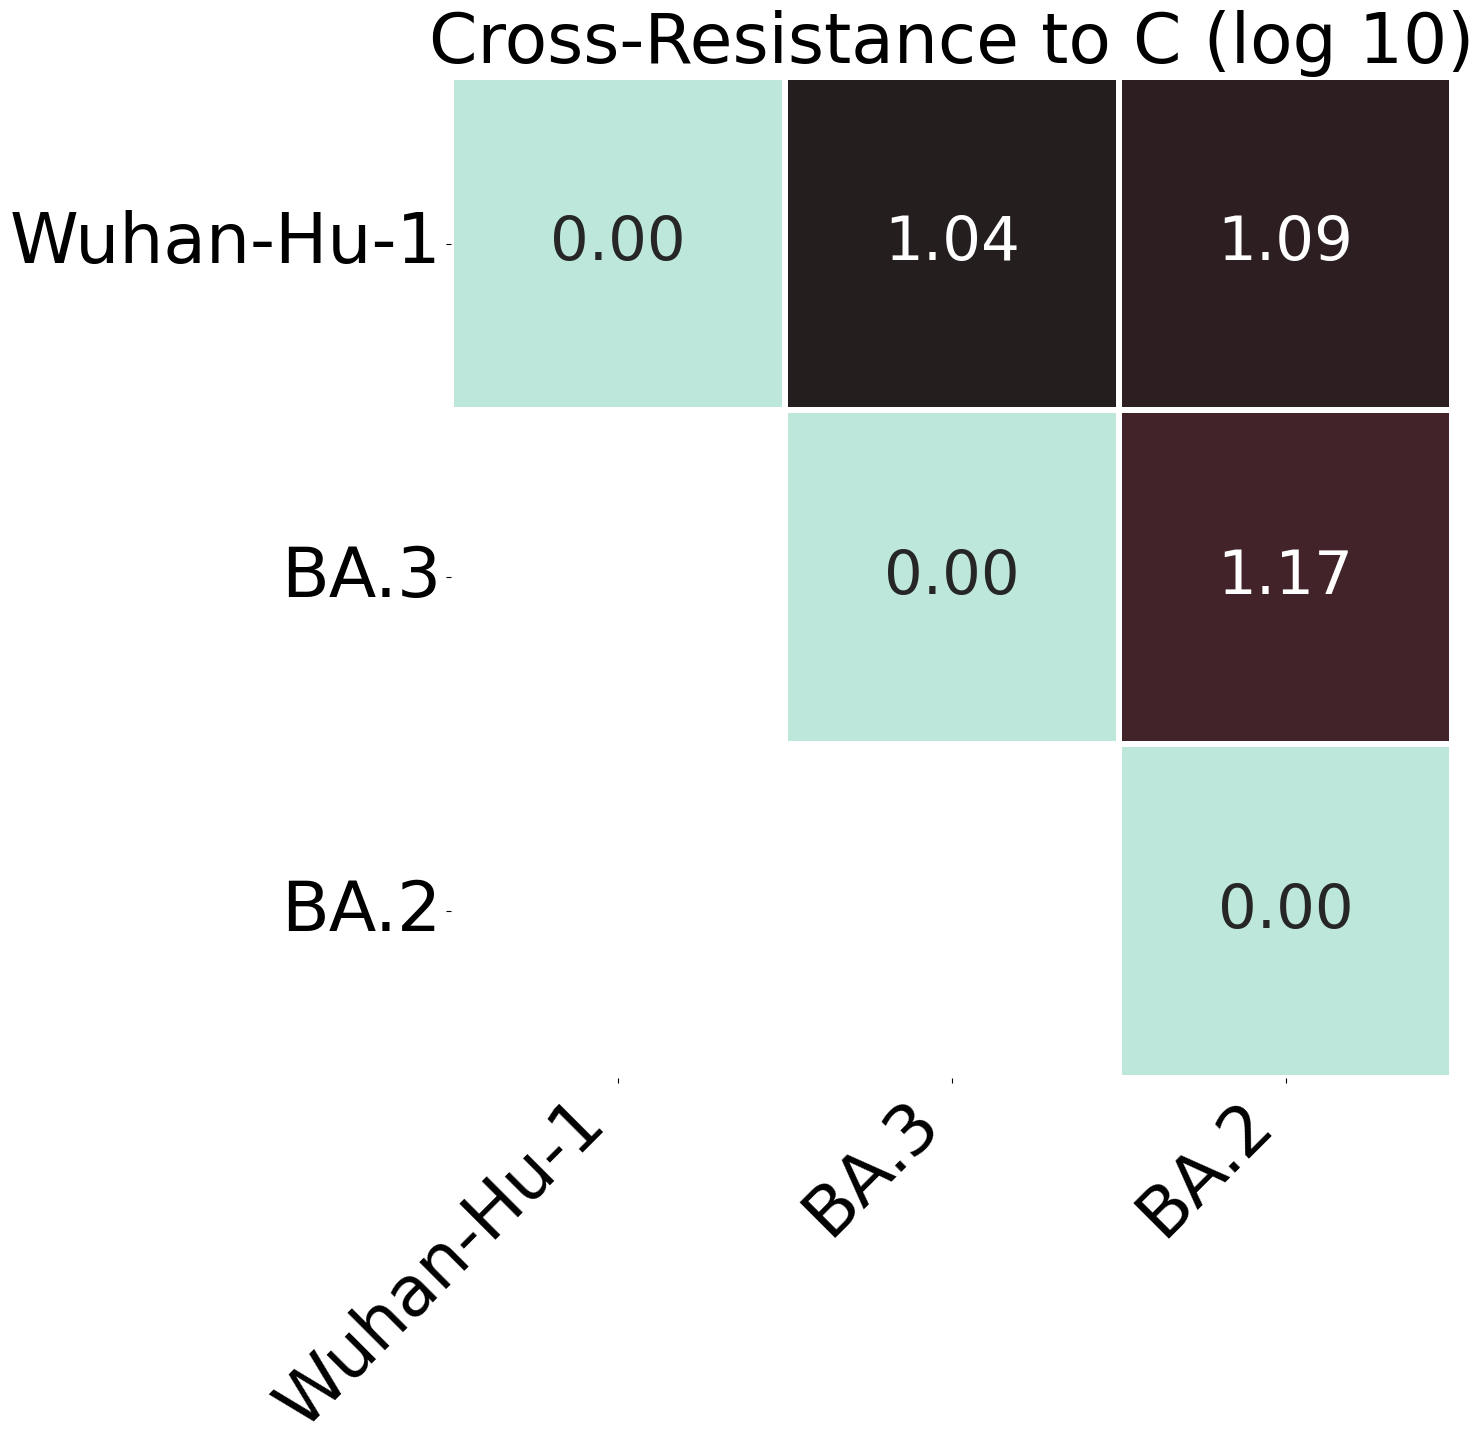 Cross-Resistance to C (log 10)
Wuhan-Hu-1 0.00 1.04 1.09
BA.3 0.00 1.17
BA.2 0.00
Wuhan-Hu-1 BA.3 BA.2